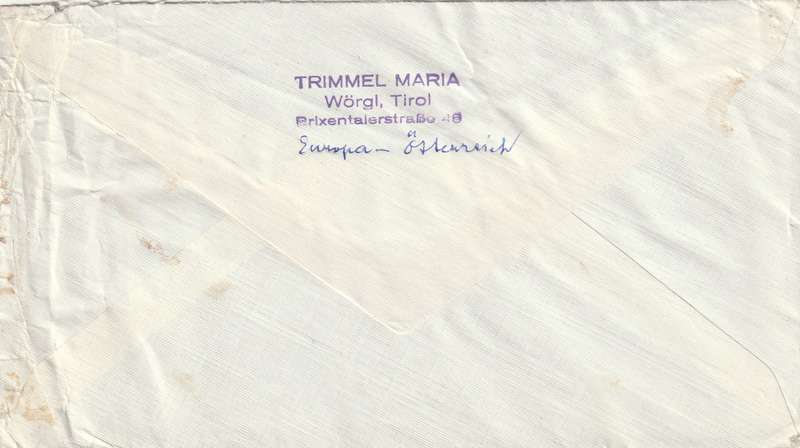 TRIMMEL MARIA
Wörgl, Tirol
Brixentalerstraße 48
Europa – Österreich